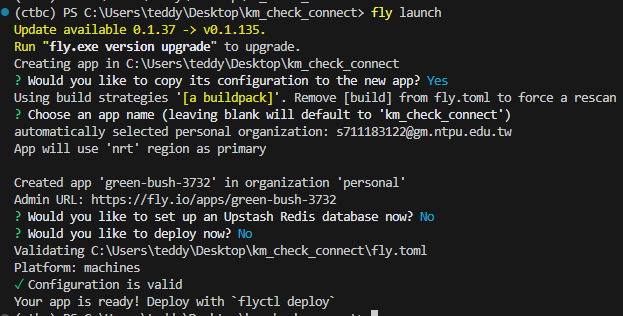 (ctbc) PS C:\Users\teddy\Desktop\km_check_connect> fly launch
Update available 0.1.37 -> v0.1.135.
Run "fly.exe version upgrade" to upgrade.
Creating app in C:\Users\teddy\Desktop\km_check_connect
? Would you like to copy its configuration to the new app? Yes
Using build strategies '[a buildpack]'. Remove [build] from fly.toml to force a rescan
? Choose an app name (leaving blank will default to 'km_check_connect')
automatically selected personal organization: s711183122@gm.ntpu.edu.tw
App will use 'nrt' region as primary
Created app 'green-bush-3732' in organization 'personal'
Admin URL: https://fly.io/apps/green-bush-3732
? Would you like to set up an Upstash Redis database now? No
? Would you like to deploy now? No
Validating C:\Users\teddy\Desktop\km_check_connect\fly.toml
Platform: machines
✓ Configuration is valid
Your app is ready! Deploy with `flyctl deploy`
(ctbc) PS C:\Users\teddy\Desktop\km_check_connect>